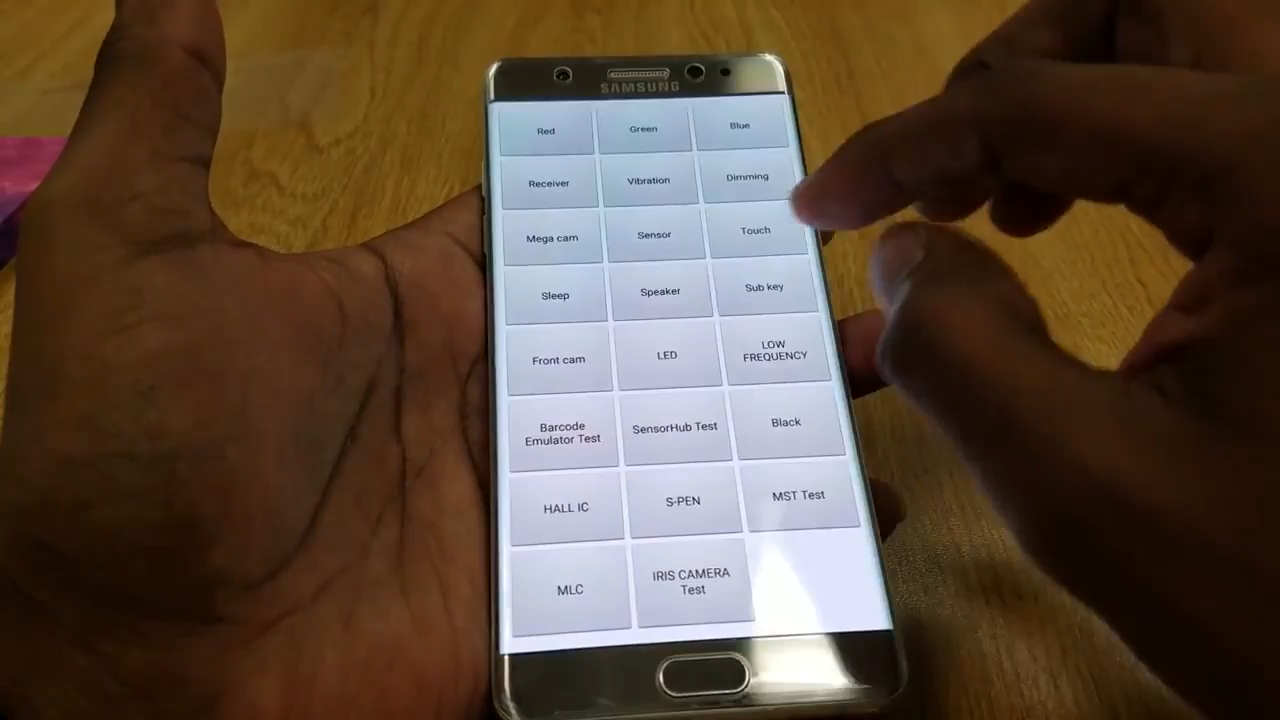 SAMSUNG
Red
Green
Blue
Receiver
Vibration
Dimming
Mega cam
Sensor
Touch
Sleep
Speaker
Sub key
Front cam
LED
LOW
FREQUENCY
Barcode
Emulator Test
SensorHub Test
Black
HALL IC
S-PEN
MST Test
MLC
IRIS CAMERA
Test